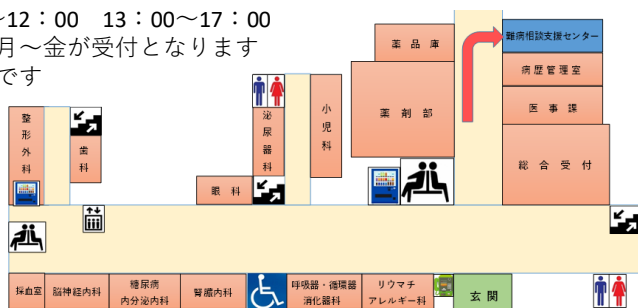 ~12：00　13：00～17：00
月～金が受付となります
です
薬品庫
難病相談支援センター
病歴管理室
薬剤部
医事課
総合受付
整形外科
歯科
泌尿器科
小児科
眼科
採血室
脳神経内科
糖尿病
内分泌内科
腎臓内科
呼吸器・循環器
消化器科
リウマチ
アレルギー科
玄関